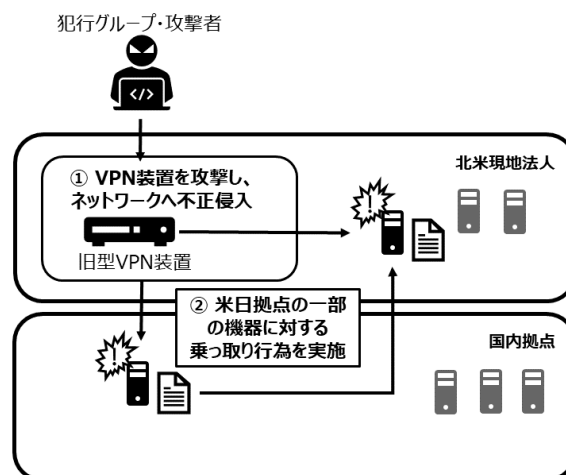 犯行グループ・攻撃者
</>
北米現地法人
① VPN装置を攻撃し、
ネットワークへ不正侵入
旧型VPN装置
② 米日拠点の一部
の機器に対する
乗っ取り行為を実施
国内拠点